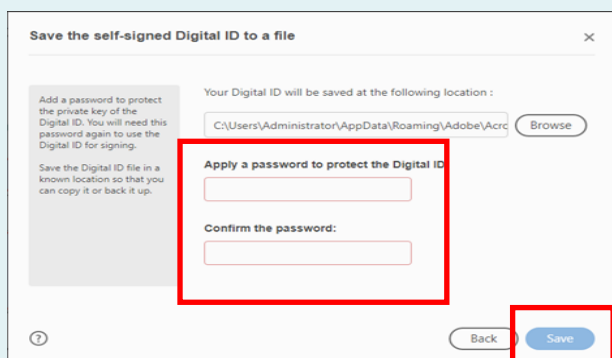 Save the self-signed Digital ID to a file
Add a password to protect
the private key of the
Digital ID. You will need this
password again to use the
Digital ID for signing.
Save the Digital ID file in a
known location so that you
can copy it or back it up.
Your Digital ID will be saved at the following location :
C:\Users\Administrator\AppData\Roaming\Adobe\Acro Browse
Apply a password to protect the Digital ID
Confirm the password:
Back Save